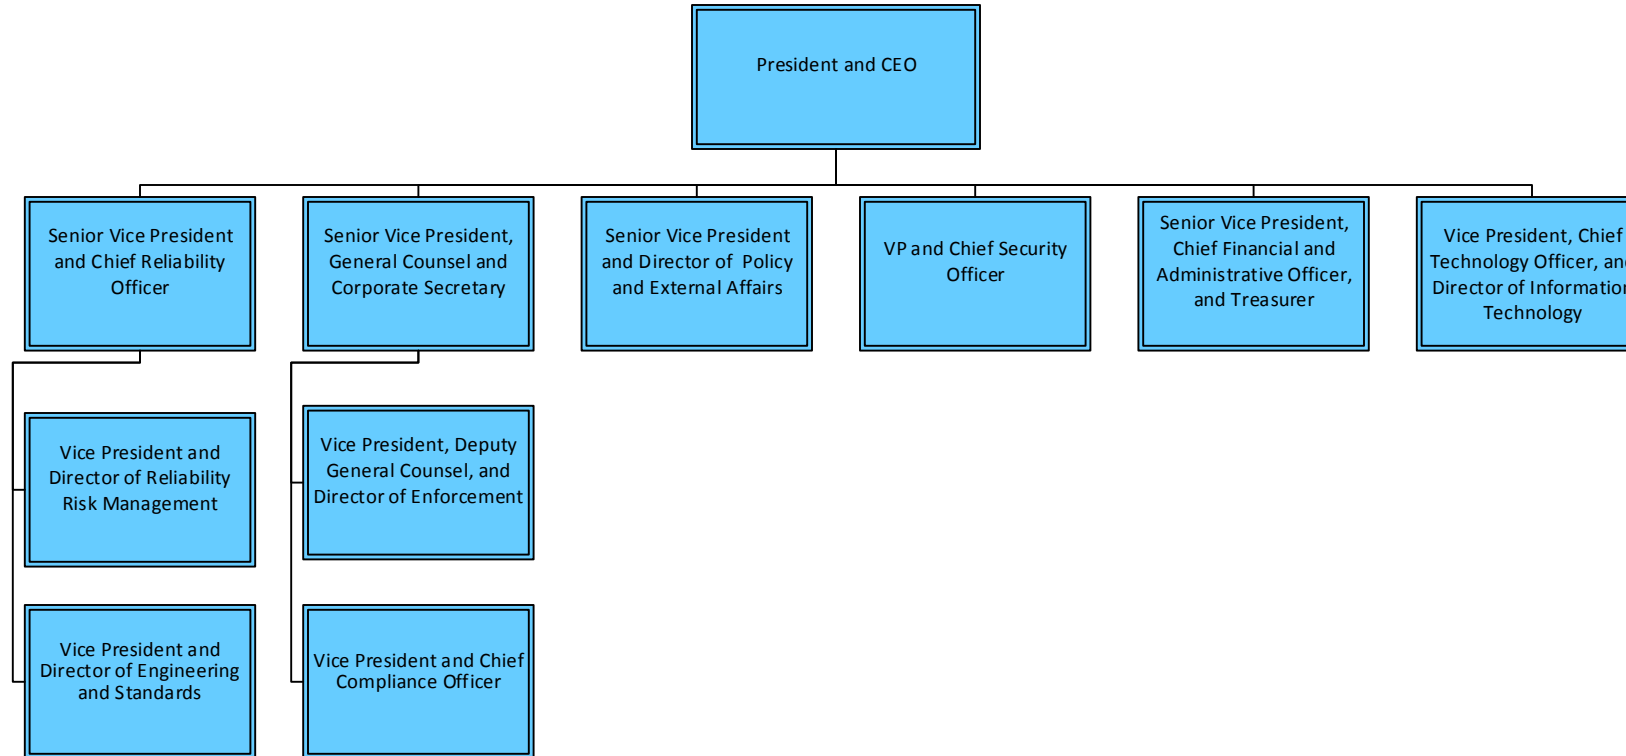 President and CEO
Senior Vice President
and Chief Reliability
Officer
Senior Vice President,
General Counsel and
Corporate Secretary
Senior Vice President
and Director of Policy
and External Affairs
VP and Chief Security
Officer
Senior Vice President,
Chief Financial and
Administrative Officer,
and Treasurer
Vice President, Chief
Technology Officer, and
Director of Information
Technology
Vice President and
Director of Reliability
Risk Management
Vice President, Deputy
General Counsel, and
Director of Enforcement
Vice President and
Director of Engineering
and Standards
Vice President and Chief
Compliance Officer